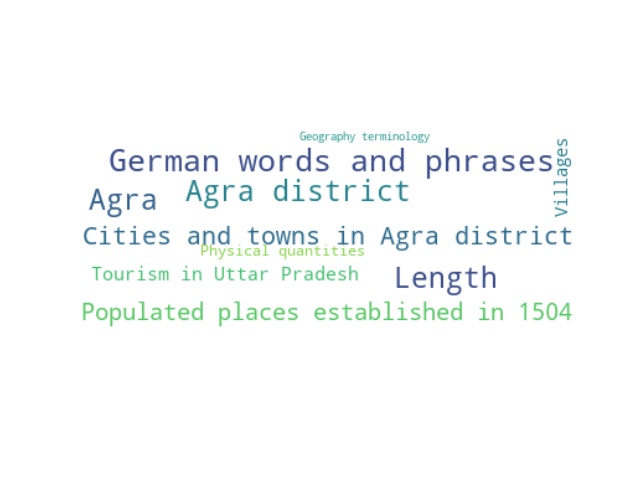 Geography terminology
German words and phrases
Villages
Agra district
Agra
Cities and towns in Agra district
Physical quantities
Tourism in Uttar Pradesh
Length
Populated places established in 1504